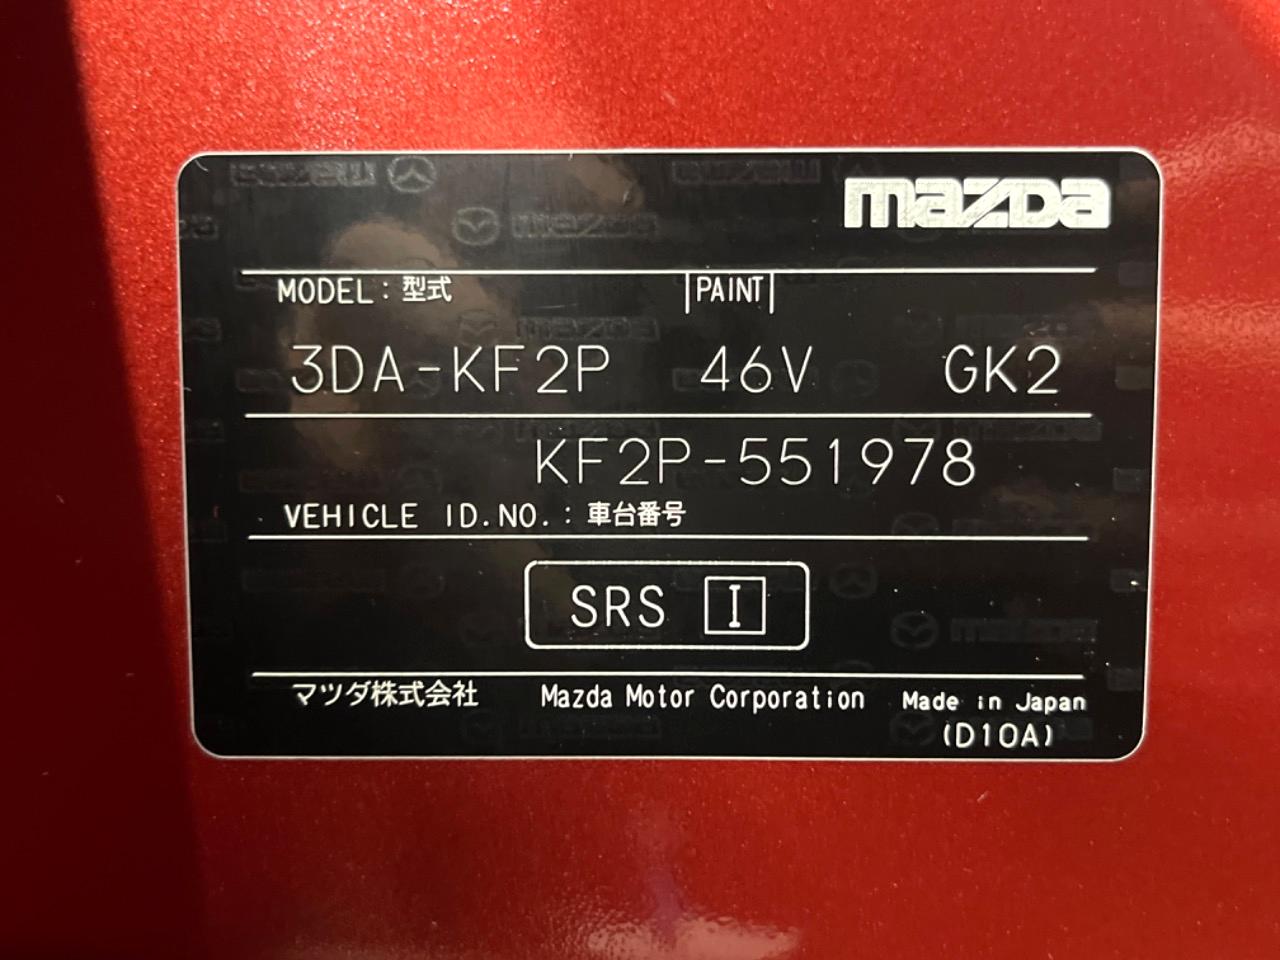 mazda
MODEL: 型式 |PAINT|
3DA-KF2P 46V GK2
KF2P-551978
VEHICLE ID.NO.: 車台番号
SRS I
マツダ株式会社 Mazda Motor Corporation Made in Japan
(D10A)